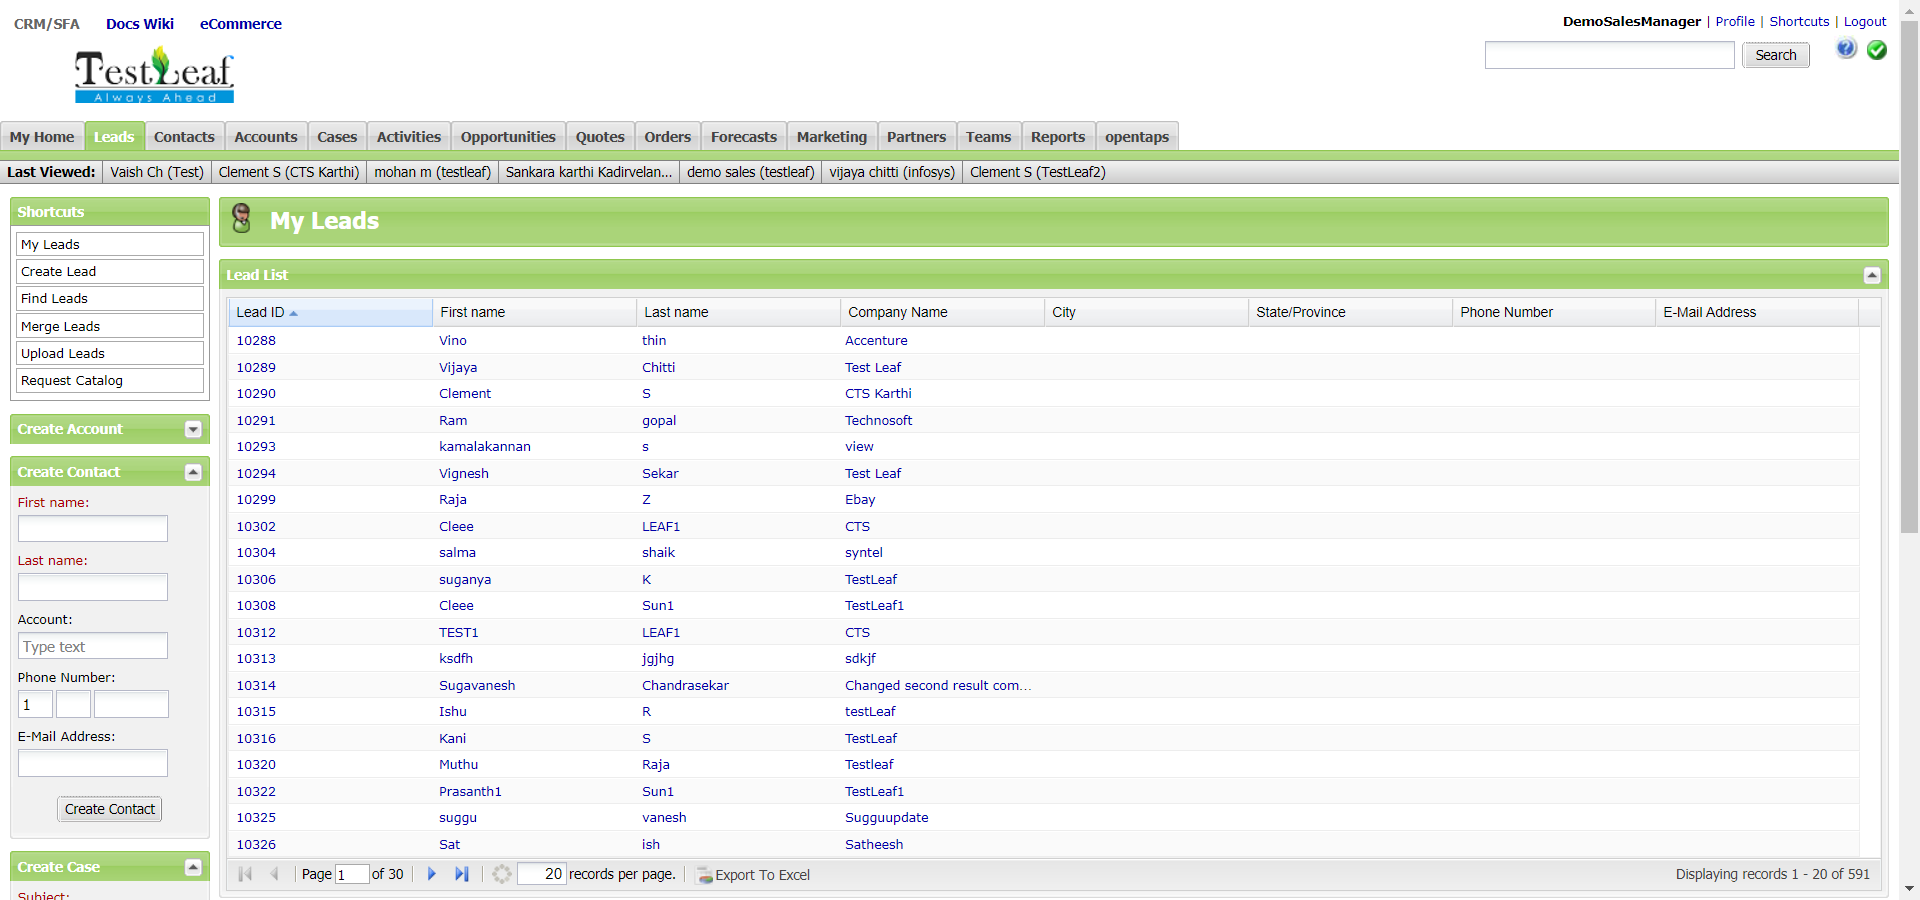 CRM/SFA Docs Wiki eCommerce
DemoSalesManager | Profile | Shortcuts | Logout
Search
TestLeaf
Always Ahead
My Home Leads Contacts Accounts Cases Activities Opportunities Quotes Orders Forecasts Marketing Partners Teams Reports opentaps
Last Viewed: Vaish Ch (Test) Clement S (CTS Karthi) mohan m (testleaf) Sankara karthi Kadirvelan... demo sales (testleaf) vijaya chitti (infosys) Clement S (TestLeaf2)
Shortcuts
My Leads
Create Lead
Find Leads
Merge Leads
Upload Leads
Request Catalog
Create Account
Create Contact
First name:
Last name:
Account:
Type text
Phone Number:
1
E-Mail Address:
Create Contact
Create Case
Subject:
My Leads
Lead List
Lead ID First name Last name Company Name City State/Province Phone Number E-Mail Address
10288 Vino thin Accenture
10289 Vijaya Chitti Test Leaf
10290 Clement S CTS Karthi
10291 Ram gopal Technosoft
10293 kamalakannan s view
10294 Vignesh Sekar Test Leaf
10299 Raja Z Ebay
10302 Cleee LEAF1 CTS
10304 salma shaik syntel
10306 suganya K TestLeaf
10308 Cleee Sun1 TestLeaf1
10312 TEST1 LEAF1 CTS
10313 ksdfh jgjhg sdkjf
10314 Sugavanesh Chandrasekar Changed second result com...
10315 Ishu R testLeaf
10316 Kani S TestLeaf
10320 Muthu Raja Testleaf
10322 Prasanth1 Sun1 TestLeaf1
10325 suggu vanesh Sugguupdate
10326 Sat ish Satheesh
Page 1 of 30 20 records per page. Export To Excel Displaying records 1 - 20 of 591